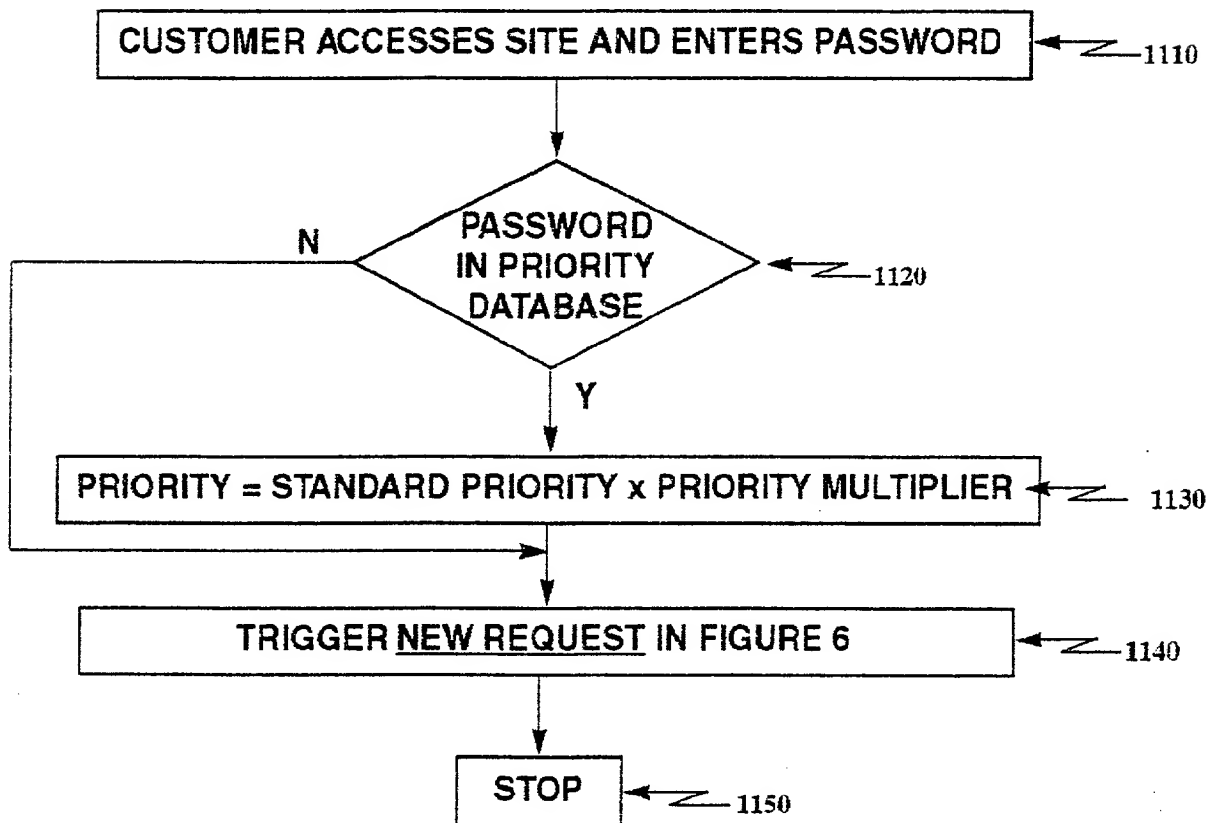 CUSTOMER ACCESSES SITE AND ENTERS PASSWORD
1110
PASSWORD
IN PRIORITY
DATABASE
1120
N
Y
PRIORITY = STANDARD PRIORITY x PRIORITY MULTIPLIER
1130
TRIGGER NEW REQUEST IN FIGURE 6
1140
STOP
1150